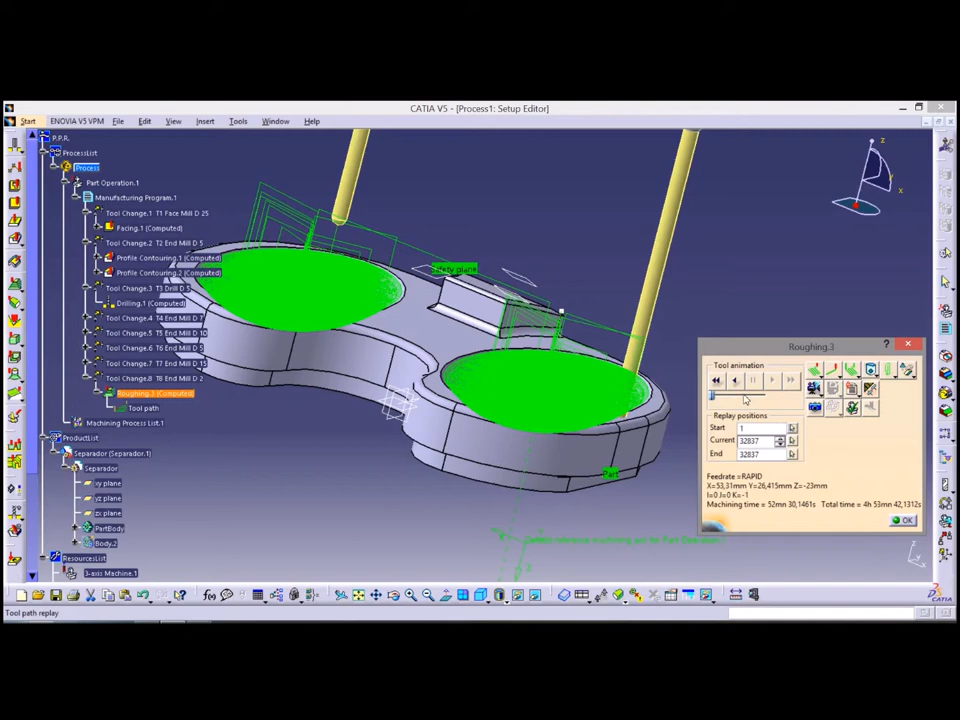 CATIA V5 - [Process1: Setup Editor]
Start ENOVIA V5 VPM File Edit View Insert Tools Window Help
P.P.R.
ProcessList
Process
Part Operation.1
Manufacturing Program.1
Tool Change.1 T1 Face Mill D 25
Facing.1 (Computed)
Tool Change.2 T2 End Mill D 5
Profile Contouring.1 (Computed)
Profile Contouring.2 (Computed)
Tool Change.3 T3 Drill D 5
Drilling.1 (Computed)
Tool Change.4 T4 End Mill D 7
Tool Change.5 T5 End Mill D 10
Tool Change.6 T6 End Mill D 5
Tool Change.7 T7 End Mill D 15
Tool Change.8 T8 End Mill D 2
Roughing.3 (Computed)
Tool path
Machining Process List.1
ProductList
Separador (Separador.1)
Separador
xy plane
yz plane
zx plane
PartBody
Body.2
ResourcesList
3-axis Machine.1
Safety plane
Part
z
x
Roughing.3
Tool animation
Replay positions
Start 1
Current 32837
End 32837
Feedrate =RAPID
X=53,31mm Y=26,415mm Z=-23mm
I=0 J=0 K=-1
Machining time = 52mn 30,1461s Total time = 4h 53mn 42,1312s
OK
Tool path replay